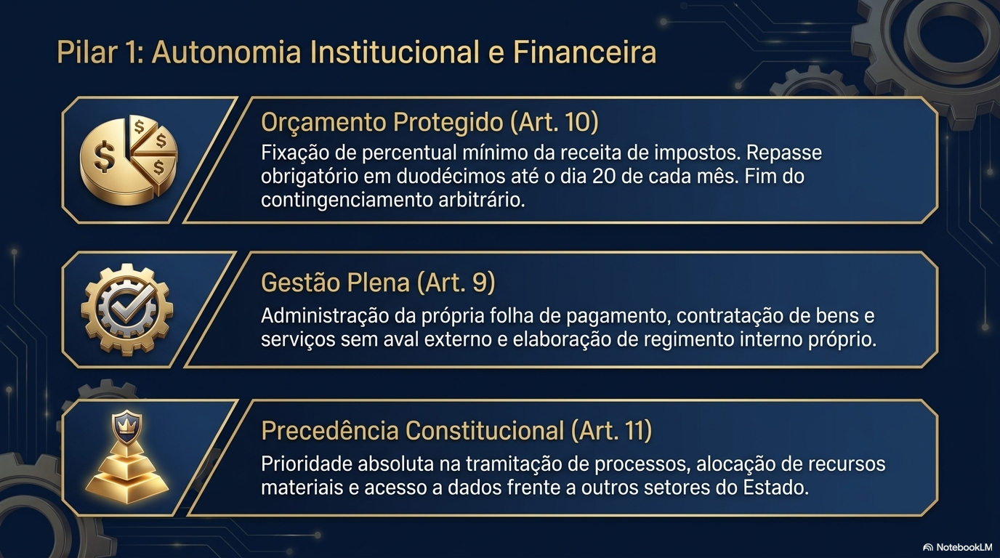 Pilar 1: Autonomia Institucional e Financeira
Orçamento Protegido (Art. 10)
Fixação de percentual mínimo da receita de impostos. Repasse
obrigatório em duodécimos até o dia 20 de cada mês. Fim do
contingenciamento arbitrário.
$ $ $ $
Gestão Plena (Art. 9)
Administração da própria folha de pagamento, contratação de bens e
serviços sem aval externo e elaboração de regimento interno próprio.
Precedência Constitucional (Art. 11)
Prioridade absoluta na tramitação de processos, alocação de recursos
materiais e acesso a dados frente a outros setores do Estado.
NotebookLM